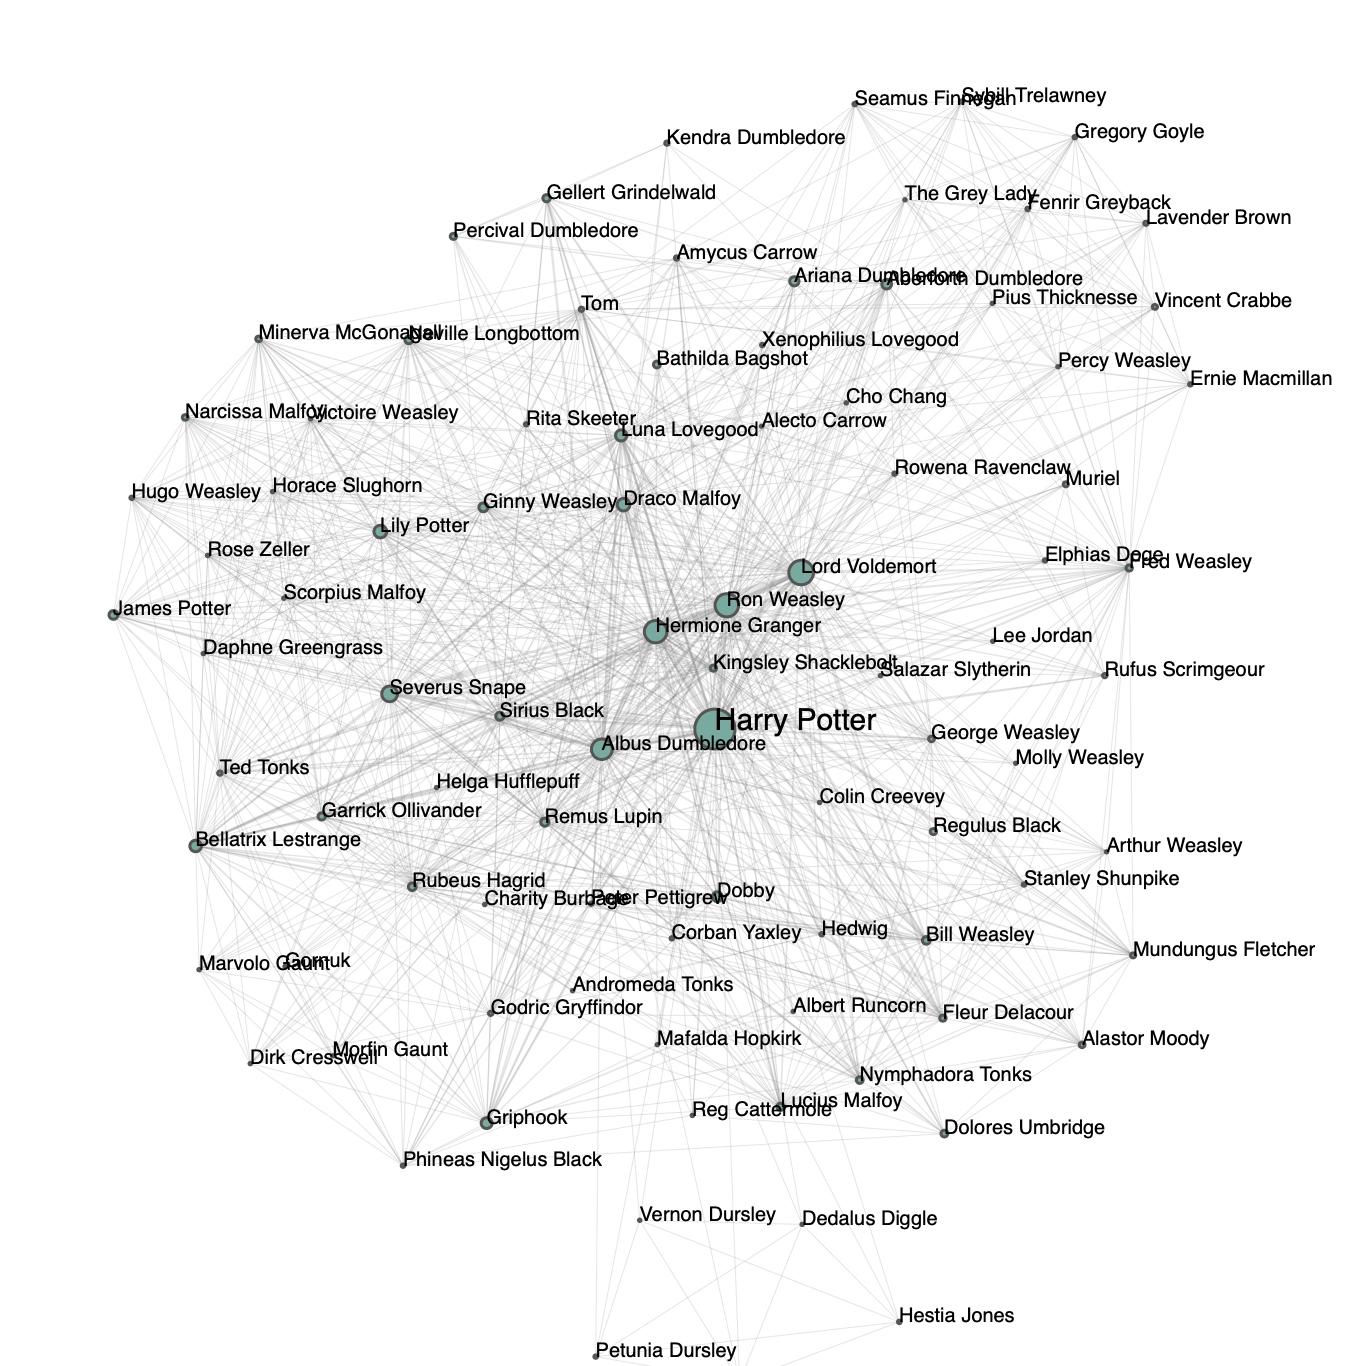 Seamus Finnegan
Sybill Trelawney
Gregory Goyle
Kendra Dumbledore
Gellert Grindelwald
The Grey Lady
Fenrir Greyback
Lavender Brown
Percival Dumbledore
Amycus Carrow
Ariana Dumbledore
Aberforth Dumbledore
Pius Thicknesse
Vincent Crabbe
Tom
Minerva McGonagall
Neville Longbottom
Xenophilius Lovegood
Bathilda Bagshot
Percy Weasley
Ernie Macmillan
Cho Chang
Narcissa Malfoy
Victoire Weasley
Rita Skeeter
Luna Lovegood
Alecto Carrow
Rowena Ravenclaw
Muriel
Hugo Weasley
Horace Slughorn
Ginny Weasley
Draco Malfoy
Lily Potter
Rose Zeller
Lord Voldemort
Elphias Doge
Fred Weasley
Scorpius Malfoy
Ron Weasley
James Potter
Hermione Granger
Lee Jordan
Daphne Greengrass
Kingsley Shacklebolt
Salazar Slytherin
Rufus Scrimgeour
Severus Snape
Sirius Black
Harry Potter
George Weasley
Albus Dumbledore
Molly Weasley
Ted Tonks
Helga Hufflepuff
Colin Creevey
Garrick Ollivander
Remus Lupin
Regulus Black
Bellatrix Lestrange
Arthur Weasley
Rubeus Hagrid
Stanley Shunpike
Charity Burbage
Peter Pettigrew
Dobby
Corban Yaxley
Hedwig
Bill Weasley
Mundungus Fletcher
Marvolo Gaunt
Gornuk
Andromeda Tonks
Godric Gryffindor
Albert Runcorn
Fleur Delacour
Mafalda Hopkirk
Alastor Moody
Dirk Cresswell
Morfin Gaunt
Nymphadora Tonks
Lucius Malfoy
Reg Cattermole
Griphook
Dolores Umbridge
Phineas Nigelus Black
Vernon Dursley
Dedalus Diggle
Hestia Jones
Petunia Dursley